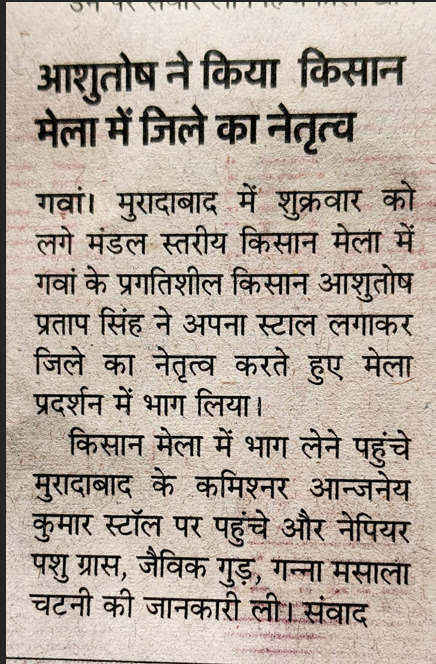 आशुतोष ने किया किसान
मेला में जिले का नेतृत्व
गवां। मुरादाबाद में शुक्रवार को
लगे मंडल स्तरीय किसान मेला में
गवां के प्रगतिशील किसान आशुतोष
प्रताप सिंह ने अपना स्टाल लगाकर
जिले का नेतृत्व करते हुए मेला
प्रदर्शन में भाग लिया।
किसान मेला में भाग लेने पहुंचे
मुरादाबाद के कमिश्नर आन्जनेय
कुमार स्टॉल पर पहुंचे और नेपियर
पशु ग्रास, जैविक गुड़, गन्ना मसाला
चटनी की जानकारी ली। संवाद